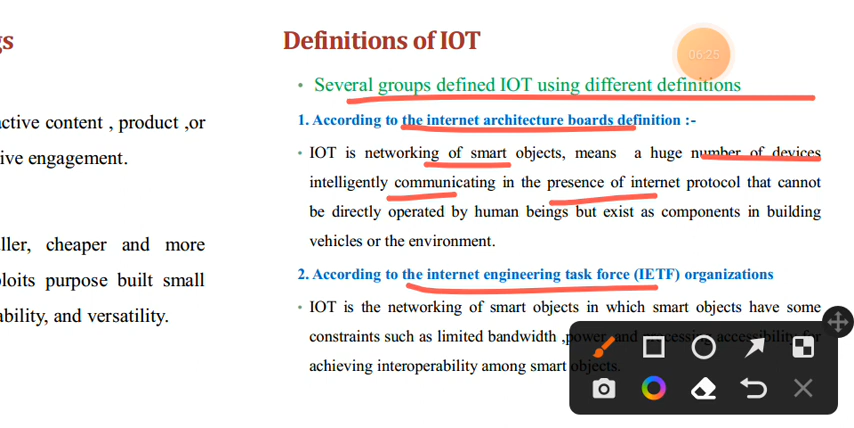 gs
active content , product ,or
ive engagement.
ller, cheaper and more
loits purpose built small
ability, and versatility.
Definitions of IOT
06:25
• Several groups defined IOT using different definitions
1. According to the internet architecture boards definition :-
• IOT is networking of smart objects, means a huge number of devices
intelligently communicating in the presence of internet protocol that cannot
be directly operated by human beings but exist as components in building
vehicles or the environment.
2. According to the internet engineering task force (IETF) organizations
• IOT is the networking of smart objects in which smart objects have some
constraints such as limited bandwidth ,power, and processing accessibility for
achieving interoperability among smart objects.